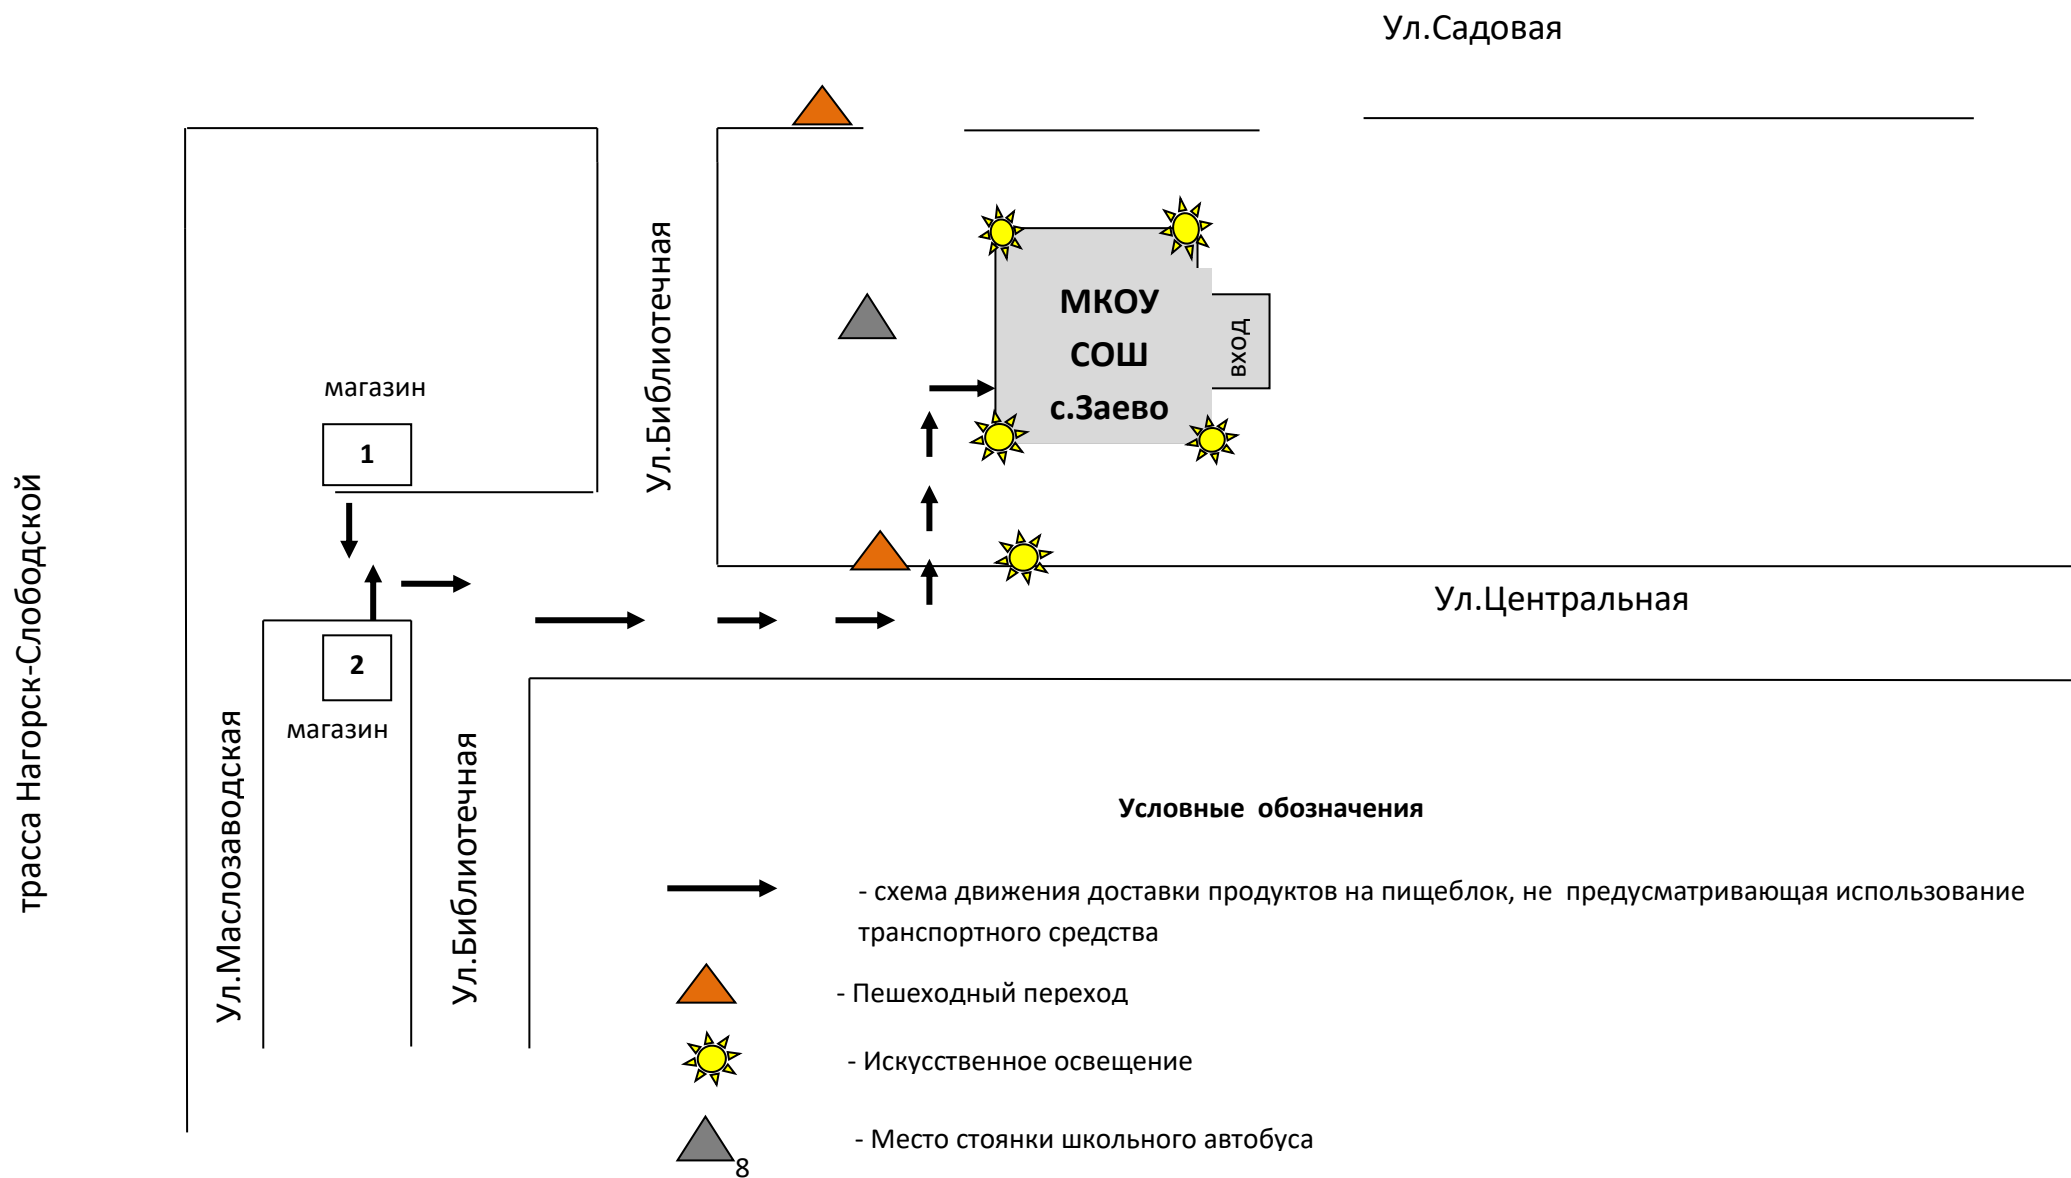 Ул.Садовая
Ул.Библиотечная
МКОУ
СОШ
с.Заево
вход
магазин
1
трасса Нагорск-Слободской
Ул.Центральная
2
магазин
Ул.Маслозаводская
Ул.Библиотечная
Условные обозначения
- схема движения доставки продуктов на пищеблок, не предусматривающая использование
транспортного средства
- Пешеходный переход
- Искусственное освещение
- Место стоянки школьного автобуса
8